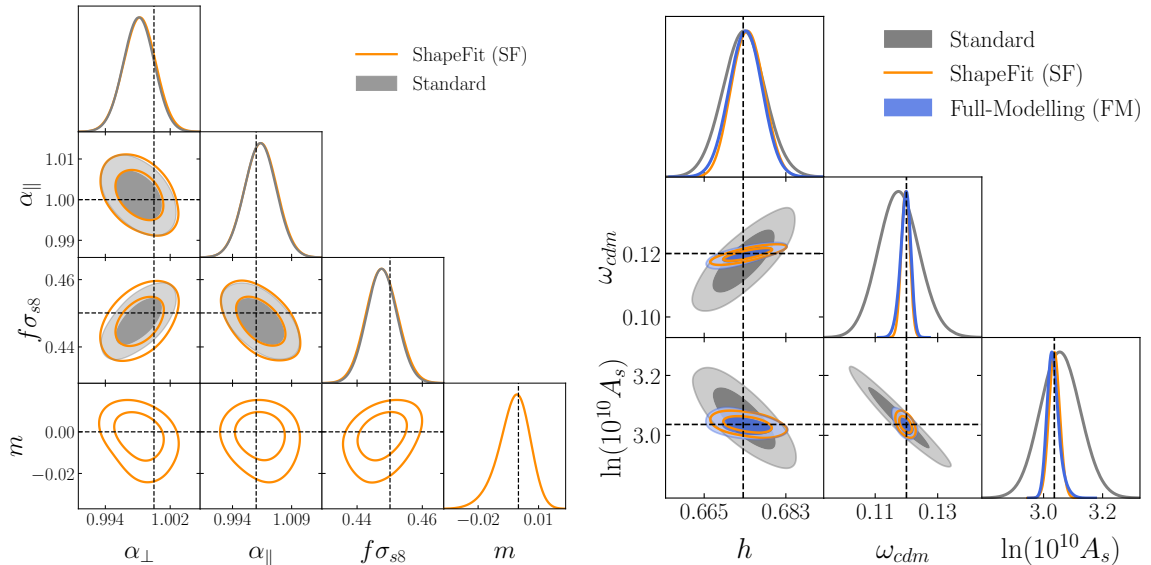 ShapeFit (SF)
Standard
1.01
1.00
0.99
α∥
0.46
0.44
fσs8
0.00
−0.02
m
0.994 1.002
0.994 1.009
0.44 0.46
−0.02 0.01
α⊥ α∥ fσs8 m
Standard
ShapeFit (SF)
Full-Modelling (FM)
0.12
0.10
ωcdm
3.2
3.0
ln(10¹⁰Aₛ)
0.665 0.683
0.11 0.13
3.0 3.2
h ωcdm ln(10¹⁰Aₛ)